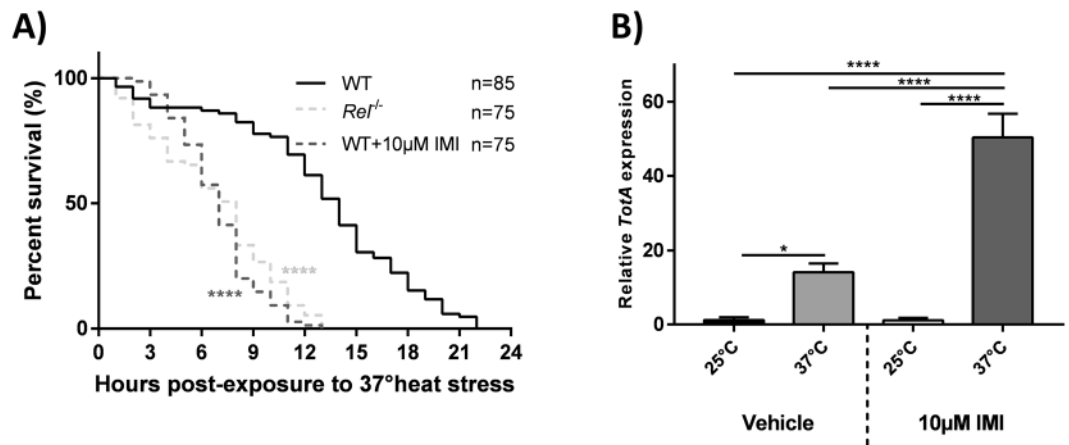 A)
Percent survival (%)
100
50
0
WT n=85
Rel-/- n=75
WT+10µM IMI n=75
****
****
0 3 6 9 12 15 18 21 24
Hours post-exposure to 37°heat stress
B)
Relative TotA expression
60
40
20
0
****
****
****
*
25°C 37°C 25°C 37°C
Vehicle 10µM IMI